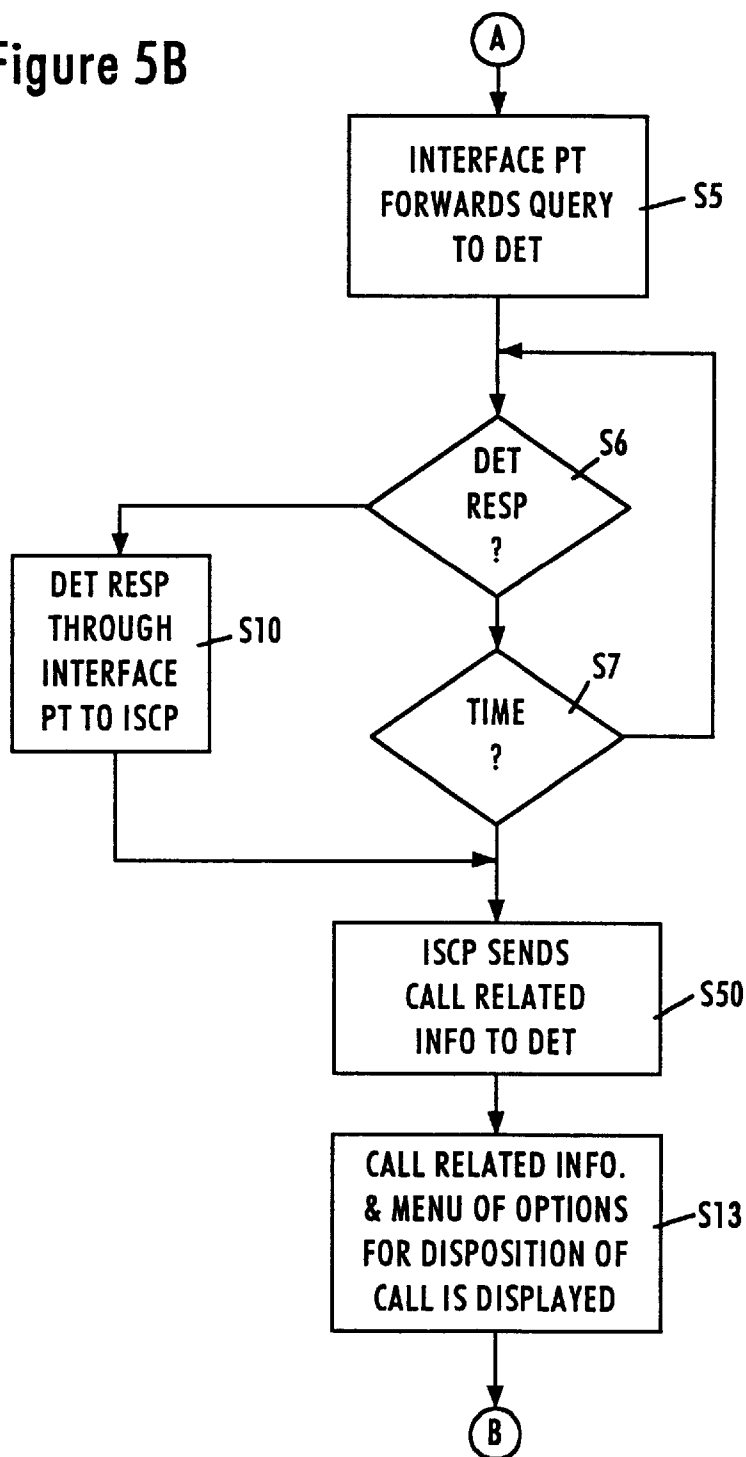 Figure 5B
A
INTERFACE PT
FORWARDS QUERY
TO DET
S5
DET
RESP
?
S6
DET RESP
THROUGH
INTERFACE
PT TO ISCP
S10
TIME
?
S7
ISCP SENDS
CALL RELATED
INFO TO DET
S50
CALL RELATED INFO.
& MENU OF OPTIONS
FOR DISPOSITION OF
CALL IS DISPLAYED
S13
B